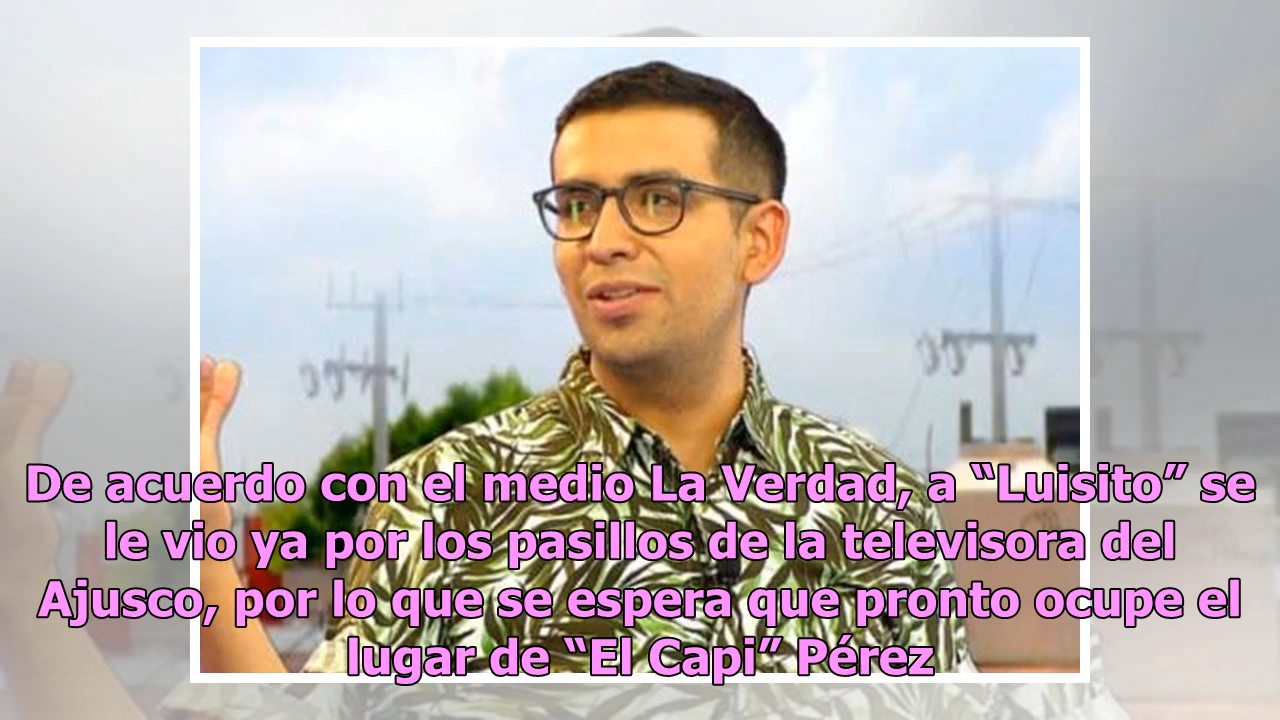 De acuerdo con el medio La Verdad, a “Luisito” se
le vio ya por los pasillos de la televisora del
Ajusco, por lo que se espera que pronto ocupe el
lugar de “El Capi” Pérez